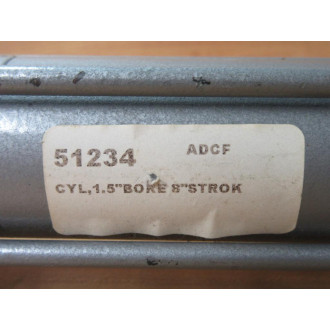 51234 ADCF
CYL,1.5"BORE 8"STROK